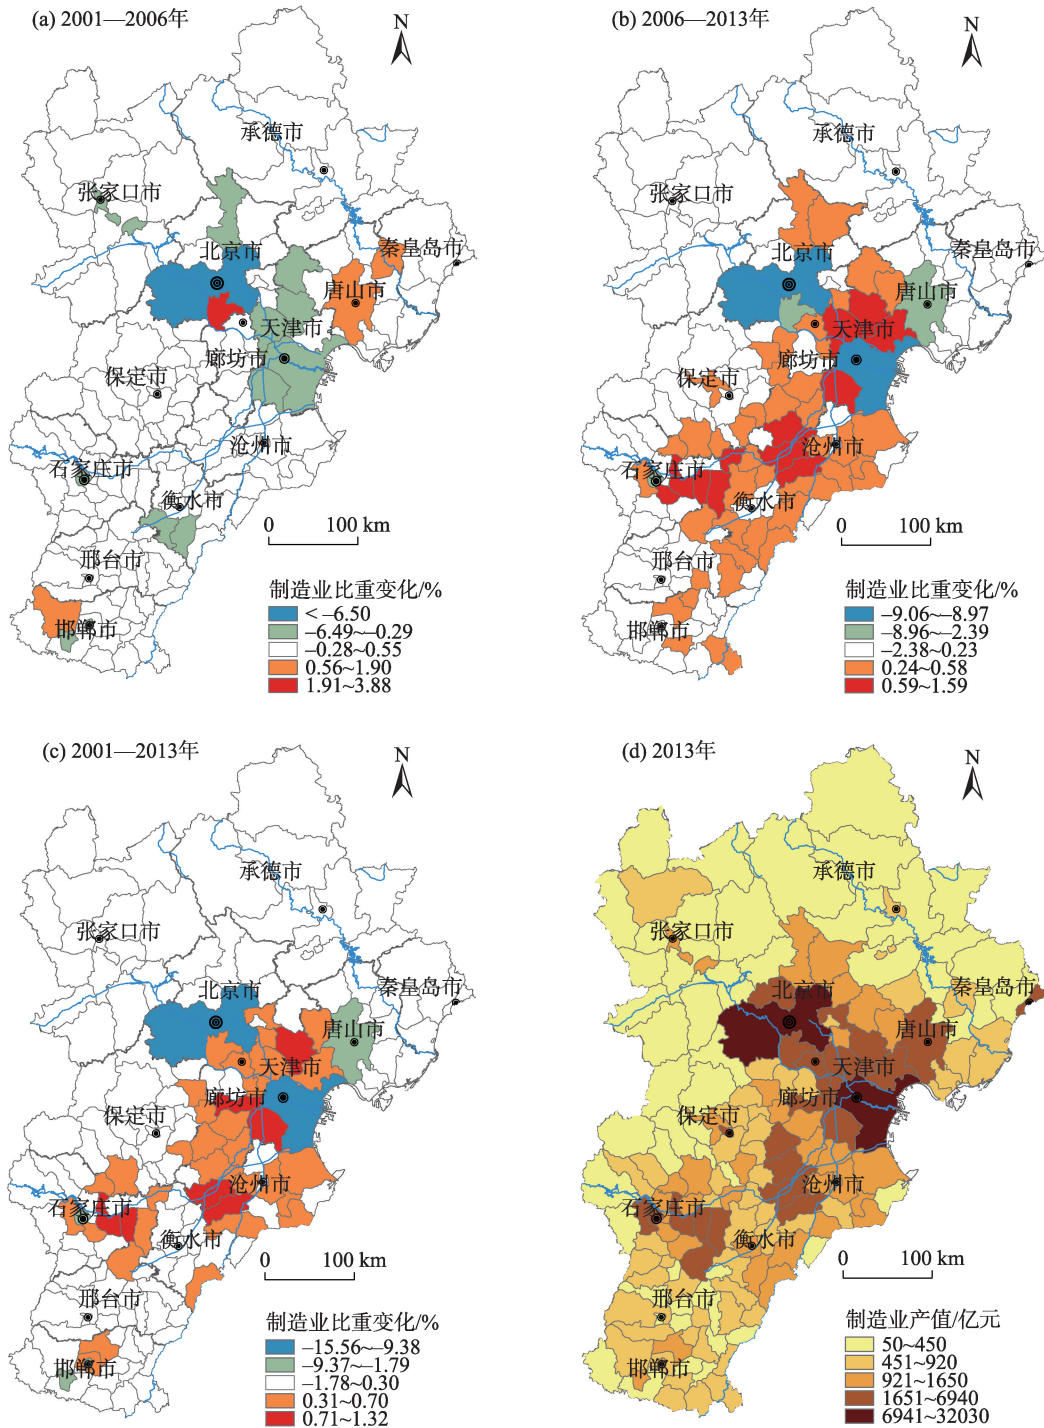 (a) 2001—2006年
N
承德市
张家口市
北京市
秦皇岛市
唐山市
天津市
廊坊市
保定市
沧州市
石家庄市
衡水市
邢台市
邯郸市
0 100 km
制造业比重变化/%
< –6.50
–6.49~–0.29
–0.28~0.55
0.56~1.90
1.91~3.88
(b) 2006—2013年
N
承德市
张家口市
北京市
秦皇岛市
唐山市
天津市
廊坊市
保定市
沧州市
石家庄市
衡水市
邢台市
邯郸市
0 100 km
制造业比重变化/%
–9.06~–8.97
–8.96~–2.39
–2.38~0.23
0.24~0.58
0.59~1.59
(c) 2001—2013年
N
承德市
张家口市
北京市
秦皇岛市
唐山市
天津市
廊坊市
保定市
沧州市
石家庄市
衡水市
邢台市
邯郸市
0 100 km
制造业比重变化/%
–15.56~–9.38
–9.37~–1.79
–1.78~0.30
0.31~0.70
0.71~1.32
(d) 2013年
N
承德市
张家口市
北京市
秦皇岛市
唐山市
天津市
廊坊市
保定市
沧州市
石家庄市
衡水市
邢台市
邯郸市
0 100 km
制造业产值/亿元
50~450
451~920
921~1650
1651~6940
6941~32030